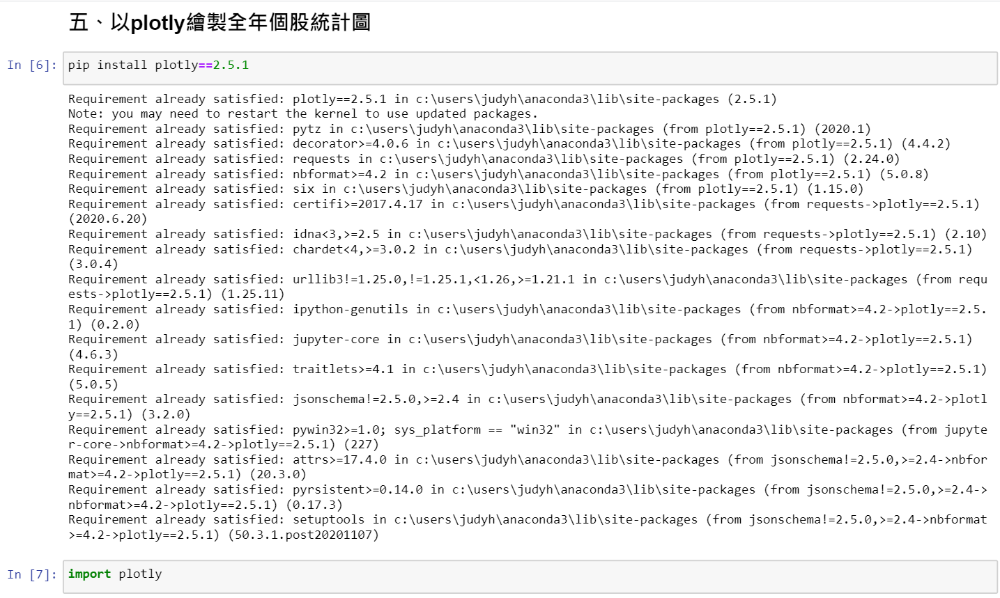 五、以plotly繪製全年個股統計圖
In [6]: pip install plotly==2.5.1
Requirement already satisfied: plotly==2.5.1 in c:\users\judyh\anaconda3\lib\site-packages (2.5.1)
Note: you may need to restart the kernel to use updated packages.
Requirement already satisfied: pytz in c:\users\judyh\anaconda3\lib\site-packages (from plotly==2.5.1) (2020.1)
Requirement already satisfied: decorator>=4.0.6 in c:\users\judyh\anaconda3\lib\site-packages (from plotly==2.5.1) (4.4.2)
Requirement already satisfied: requests in c:\users\judyh\anaconda3\lib\site-packages (from plotly==2.5.1) (2.24.0)
Requirement already satisfied: nbformat>=4.2 in c:\users\judyh\anaconda3\lib\site-packages (from plotly==2.5.1) (5.0.8)
Requirement already satisfied: six in c:\users\judyh\anaconda3\lib\site-packages (from plotly==2.5.1) (1.15.0)
Requirement already satisfied: certifi>=2017.4.17 in c:\users\judyh\anaconda3\lib\site-packages (from requests->plotly==2.5.1)
(2020.6.20)
Requirement already satisfied: idna<3,>=2.5 in c:\users\judyh\anaconda3\lib\site-packages (from requests->plotly==2.5.1) (2.10)
Requirement already satisfied: chardet<4,>=3.0.2 in c:\users\judyh\anaconda3\lib\site-packages (from requests->plotly==2.5.1)
(3.0.4)
Requirement already satisfied: urllib3!=1.25.0,!=1.25.1,<1.26,>=1.21.1 in c:\users\judyh\anaconda3\lib\site-packages (from requ
ests->plotly==2.5.1) (1.25.11)
Requirement already satisfied: ipython-genutils in c:\users\judyh\anaconda3\lib\site-packages (from nbformat>=4.2->plotly==2.5.
1) (0.2.0)
Requirement already satisfied: jupyter-core in c:\users\judyh\anaconda3\lib\site-packages (from nbformat>=4.2->plotly==2.5.1)
(4.6.3)
Requirement already satisfied: traitlets>=4.1 in c:\users\judyh\anaconda3\lib\site-packages (from nbformat>=4.2->plotly==2.5.1)
(5.0.5)
Requirement already satisfied: jsonschema!=2.5.0,>=2.4 in c:\users\judyh\anaconda3\lib\site-packages (from nbformat>=4.2->plotl
y==2.5.1) (3.2.0)
Requirement already satisfied: pywin32>=1.0; sys_platform == "win32" in c:\users\judyh\anaconda3\lib\site-packages (from jupyte
r-core->nbformat>=4.2->plotly==2.5.1) (227)
Requirement already satisfied: attrs>=17.4.0 in c:\users\judyh\anaconda3\lib\site-packages (from jsonschema!=2.5.0,>=2.4->nbfor
mat>=4.2->plotly==2.5.1) (20.3.0)
Requirement already satisfied: pyrsistent>=0.14.0 in c:\users\judyh\anaconda3\lib\site-packages (from jsonschema!=2.5.0,>=2.4->
nbformat>=4.2->plotly==2.5.1) (0.17.3)
Requirement already satisfied: setuptools in c:\users\judyh\anaconda3\lib\site-packages (from jsonschema!=2.5.0,>=2.4->nbformat
>=4.2->plotly==2.5.1) (50.3.1.post20201107)
In [7]: import plotly